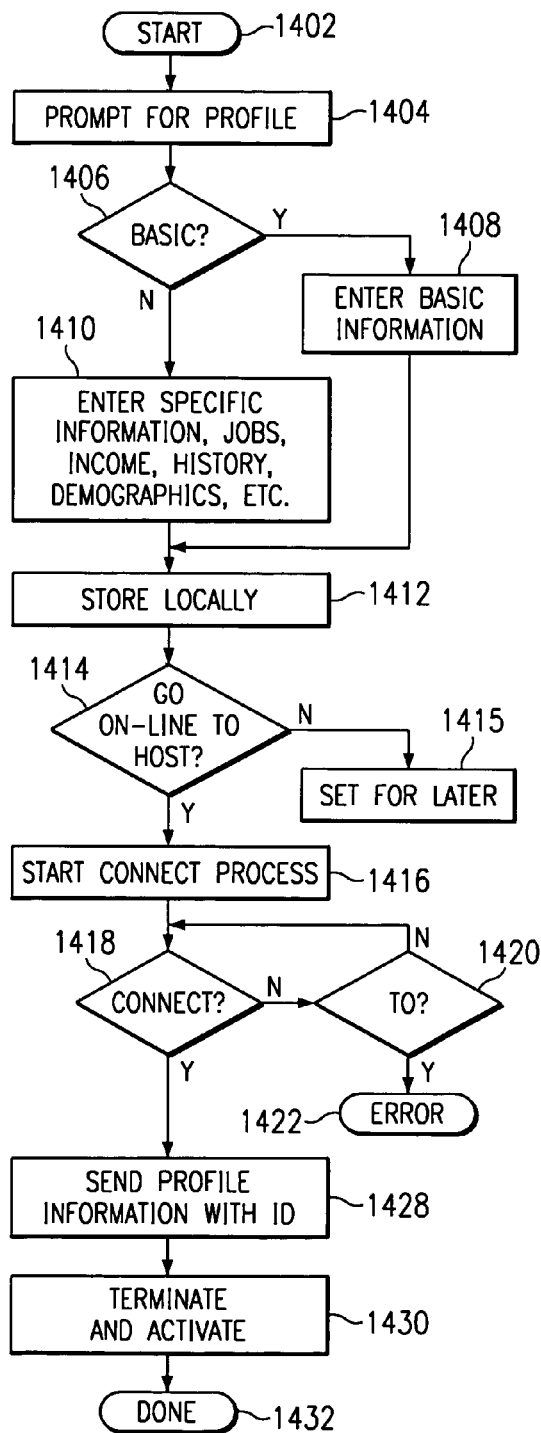 START
1402
PROMPT FOR PROFILE
1404
1406
BASIC?
Y
N
1408
ENTER BASIC
INFORMATION
1410
ENTER SPECIFIC
INFORMATION, JOBS,
INCOME, HISTORY,
DEMOGRAPHICS, ETC.
STORE LOCALLY
1412
1414
GO
ON-LINE TO
HOST?
N
Y
1415
SET FOR LATER
START CONNECT PROCESS
1416
1418
CONNECT?
N
Y
N
1420
TO?
Y
1422
ERROR
SEND PROFILE
INFORMATION WITH ID
1428
TERMINATE
AND ACTIVATE
1430
DONE
1432